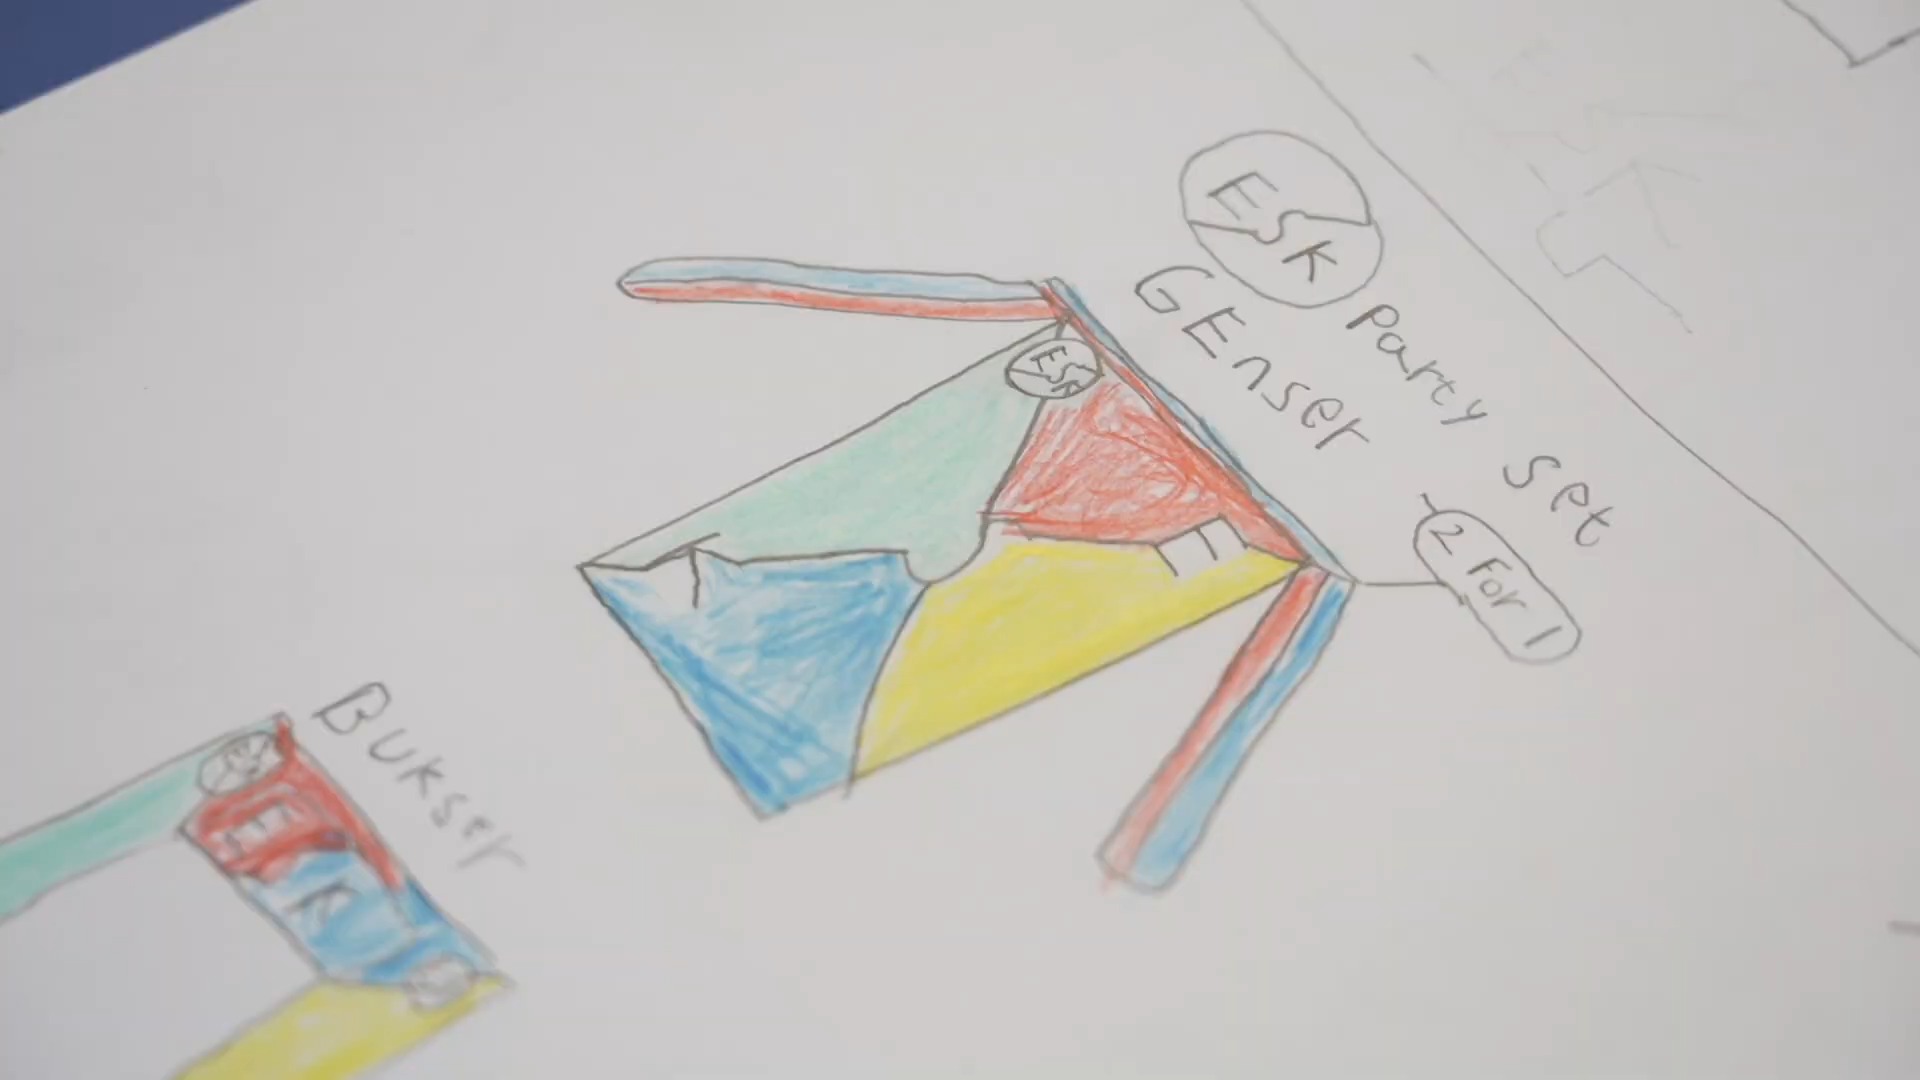 ESK
Party Set
GEnser
2 For 1
ESK
Bukser
E
K